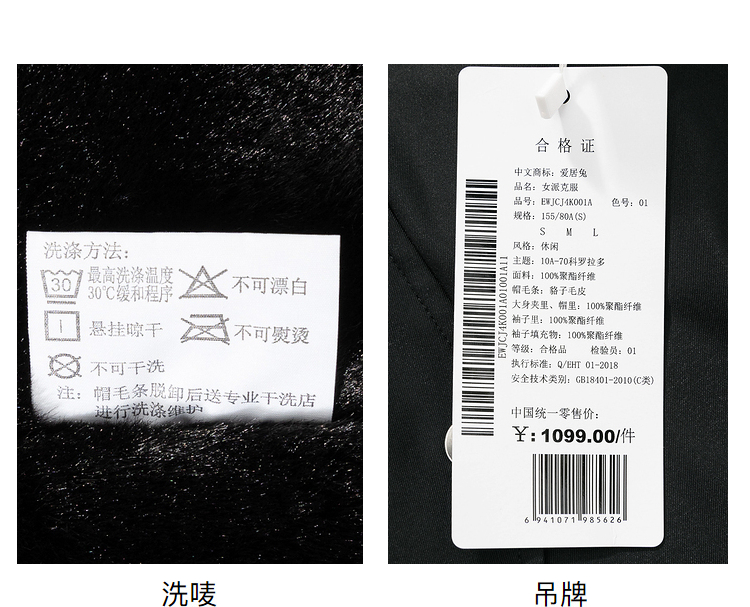 洗涤方法:
30 最高洗涤温度 不可漂白
30℃缓和程序
悬挂晾干 不可熨烫
不可干洗
注: 帽毛条脱卸后送专业干洗店
进行洗涤维护
合格证
中文商标: 爱居兔
品名: 女派克服
品号: EWJCJ4K001A 色号: 01
规格: 155/80A(S)
S M L
风格: 休闲
主题: 10A-70科罗拉多
面料: 100%聚酯纤维
帽毛条: 貉子毛皮
大身夹里、帽里: 100%聚酯纤维
袖子里: 100%聚酯纤维
袖子填充物: 100%聚酯纤维
等级: 合格品 检验员: 01
执行标准: Q/EHT 01-2018
安全技术类别: GB18401-2010(C类)
EWJCJ4K001A01001A11
中国统一零售价:
¥: 1099.00/件
6 941071 985626
洗唛
吊牌